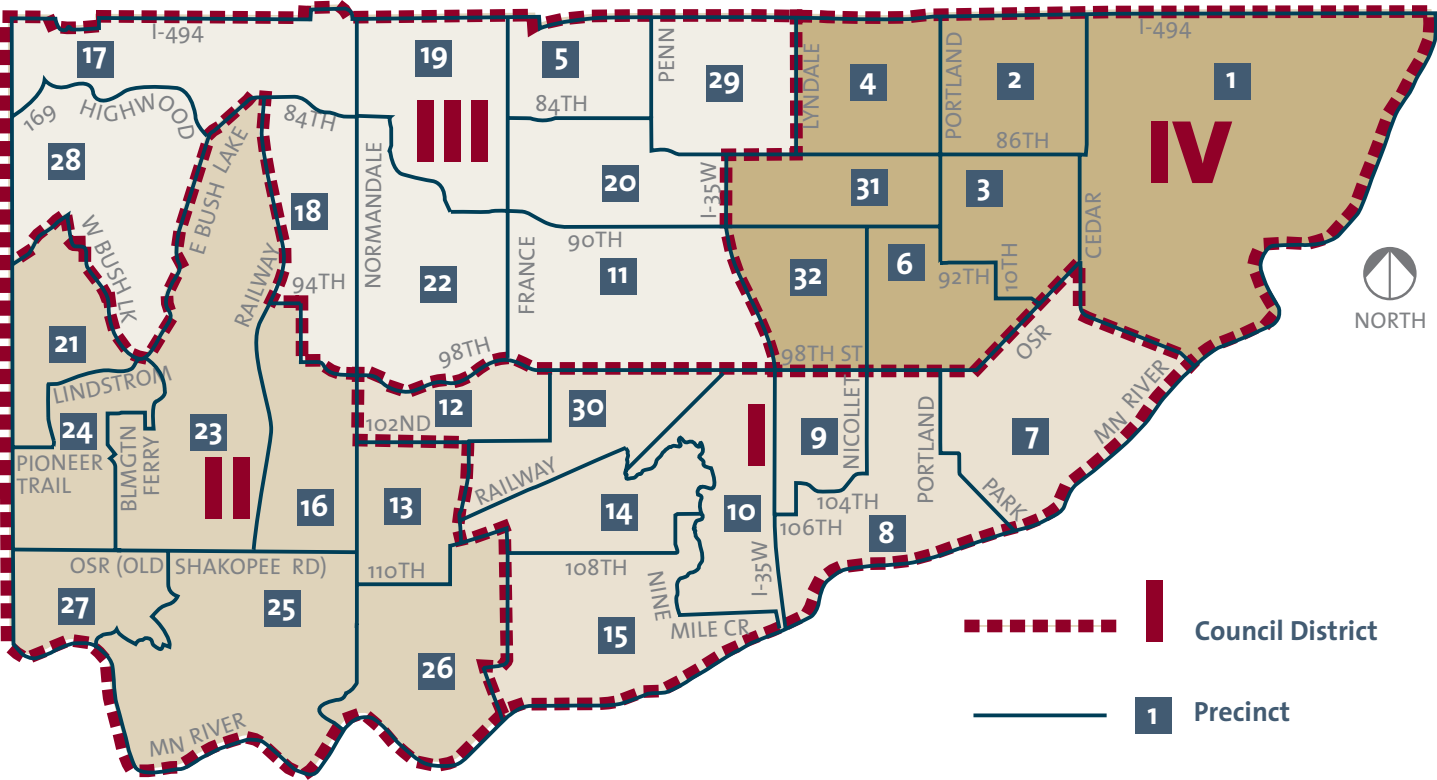 I-494
I-494
17
19
5
PENN
29
LYNDALE
4
PORTLAND
2
1
169
HIGHWOOD
84TH
84TH
86TH
III
IV
28
E BUSH LAKE
NORMANDALE
20
I-35W
31
3
CEDAR
18
W BUSH LK
90TH
RAILWAY
94TH
22
FRANCE
11
32
6
92TH
10TH
NORTH
21
98TH
98TH ST
OSR
LINDSTROM
12
30
MN RIVER
24
23
102ND
I
9
NICOLLET
PORTLAND
7
PIONEER
TRAIL
BLMGTN
FERRY
II
RAILWAY
16
13
14
10
104TH
106TH
PARK
8
OSR (OLD SHAKOPEE RD)
110TH
108TH
I-35W
27
25
NINE
MILE CR
15
I
Council District
26
MN RIVER
1
Precinct